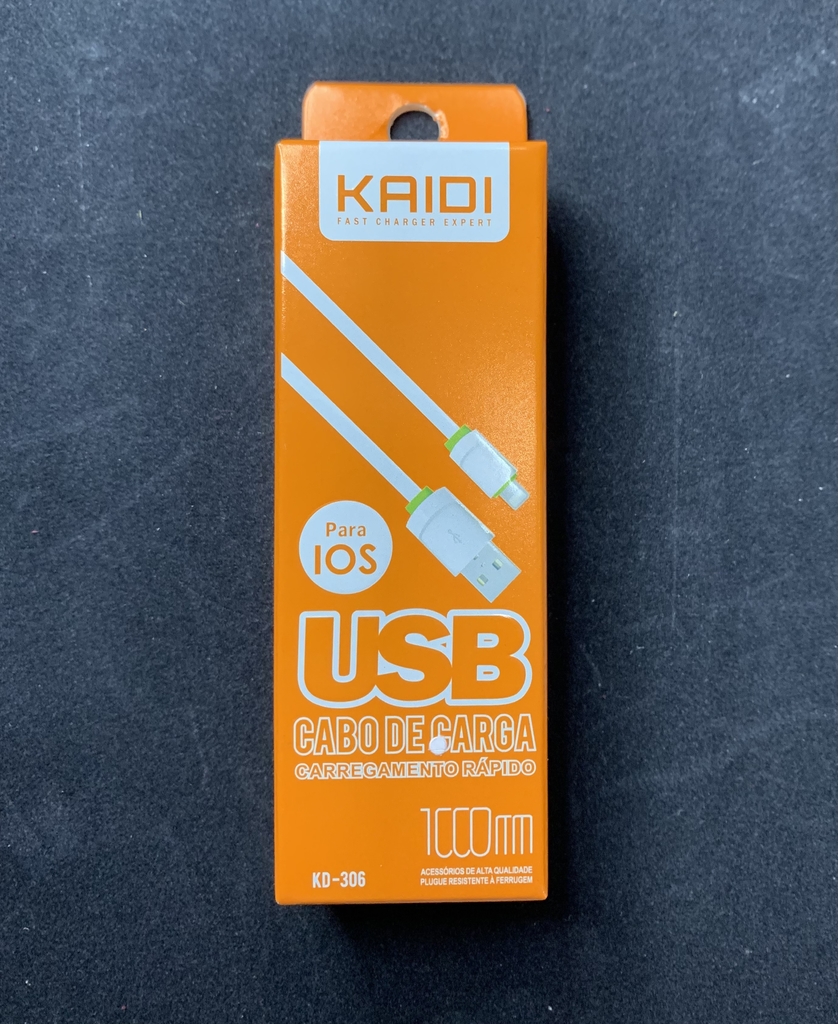 KAIDI
FAST CHARGER EXPERT
Para
IOS
USB
CABO DE CARGA
CARREGAMENTO RÁPIDO
1000mm
KD-306
ACESSÓRIOS DE ALTA QUALIDADE
PLUGUE RESISTENTE À FERRUGEM